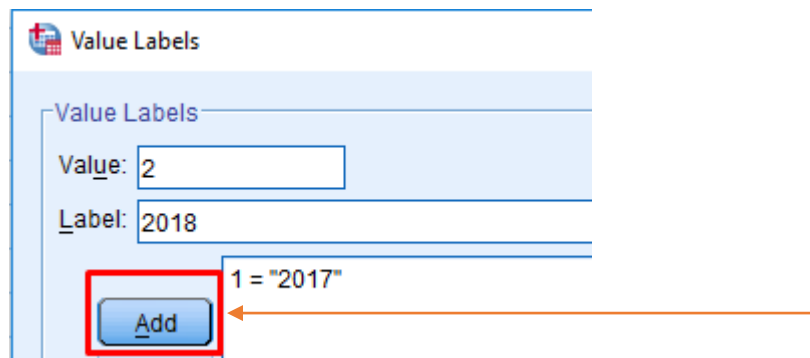 Value Labels
Value Labels
Value: 2
Label: 2018
1 = "2017"
Add